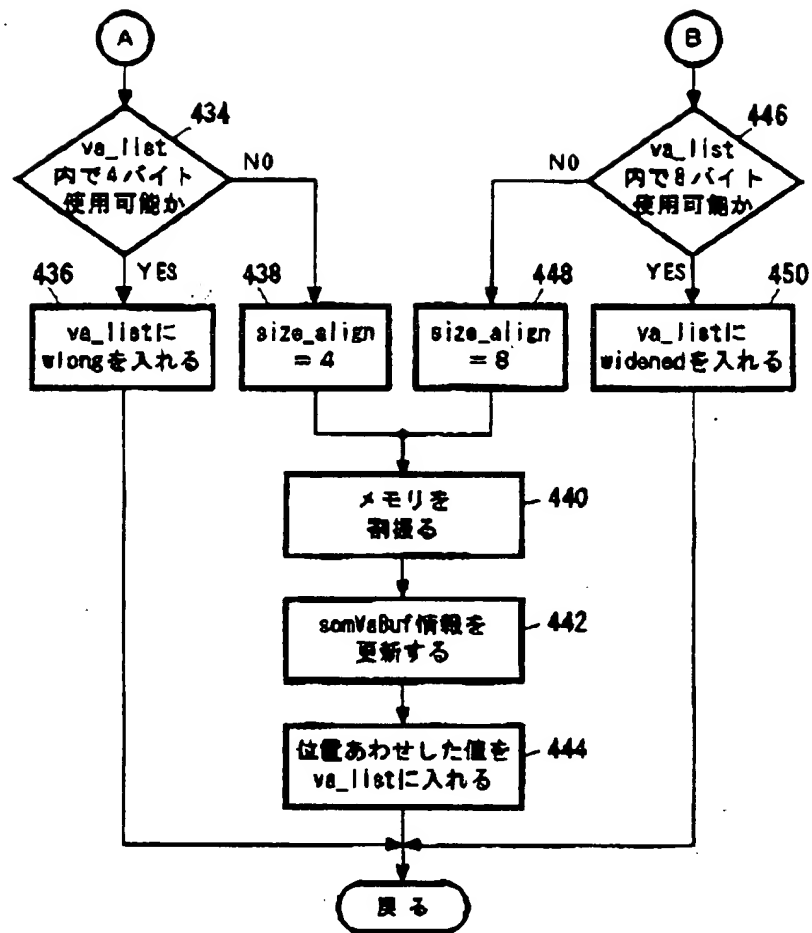 A
B
434
va_list
内で4バイト
使用可能か
NO
YES
446
va_list
内で8バイト
使用可能か
NO
YES
436
va_listに
wlongを入れる
438
size_align
= 4
448
size_align
= 8
450
va_listに
widenedを入れる
メモリを
割振る
440
somVaBuf情報を
更新する
442
位置あわせした値を
va_listに入れる
444
戻る